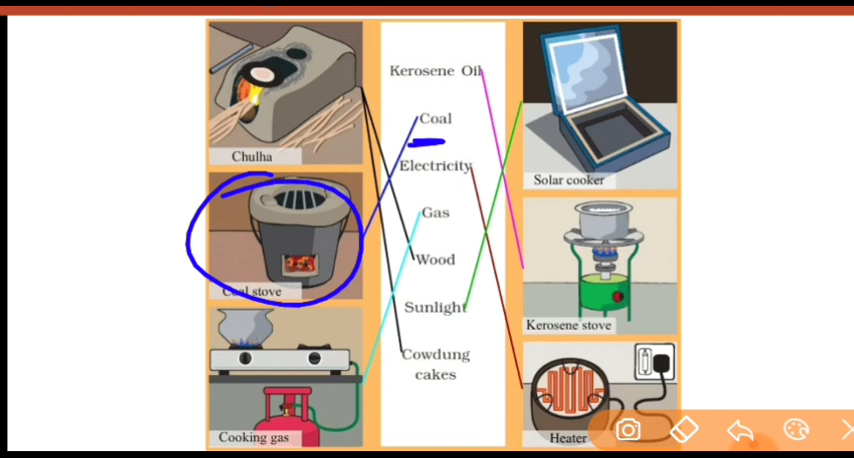 Chulha
Coal stove
Cooking gas
Kerosene Oil
Coal
Electricity
Gas
Wood
Sunlight
Cowdung
cakes
Solar cooker
Kerosene stove
Heater